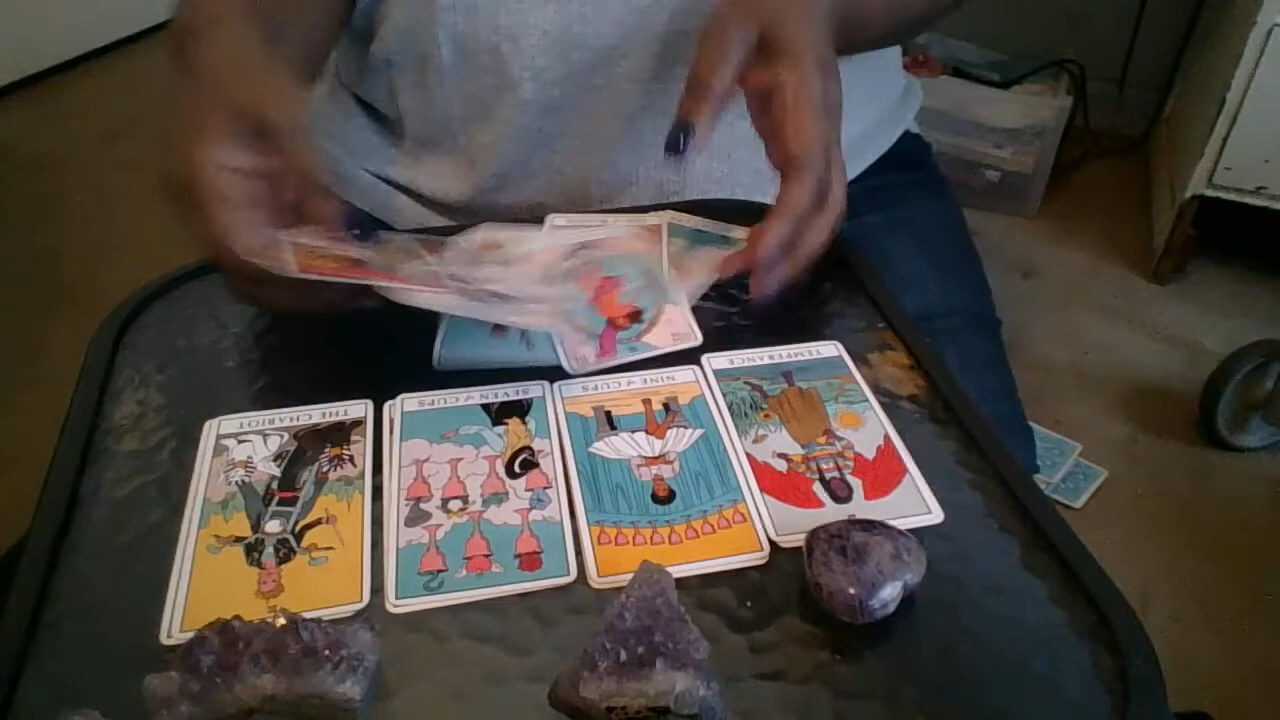 THE CHARIOT
SEVEN of CUPS
NINE of CUPS
TEMPERANCE